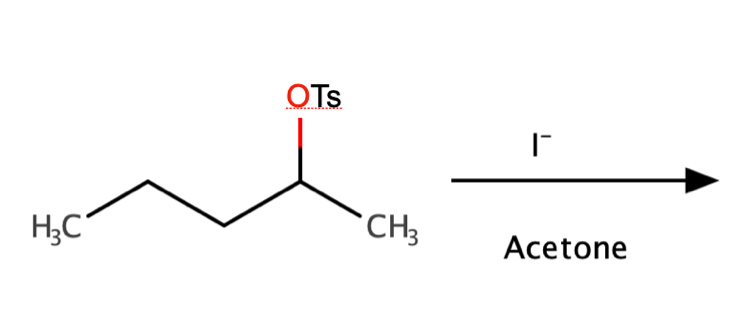 OTs
I⁻
H₃C
CH₃
Acetone